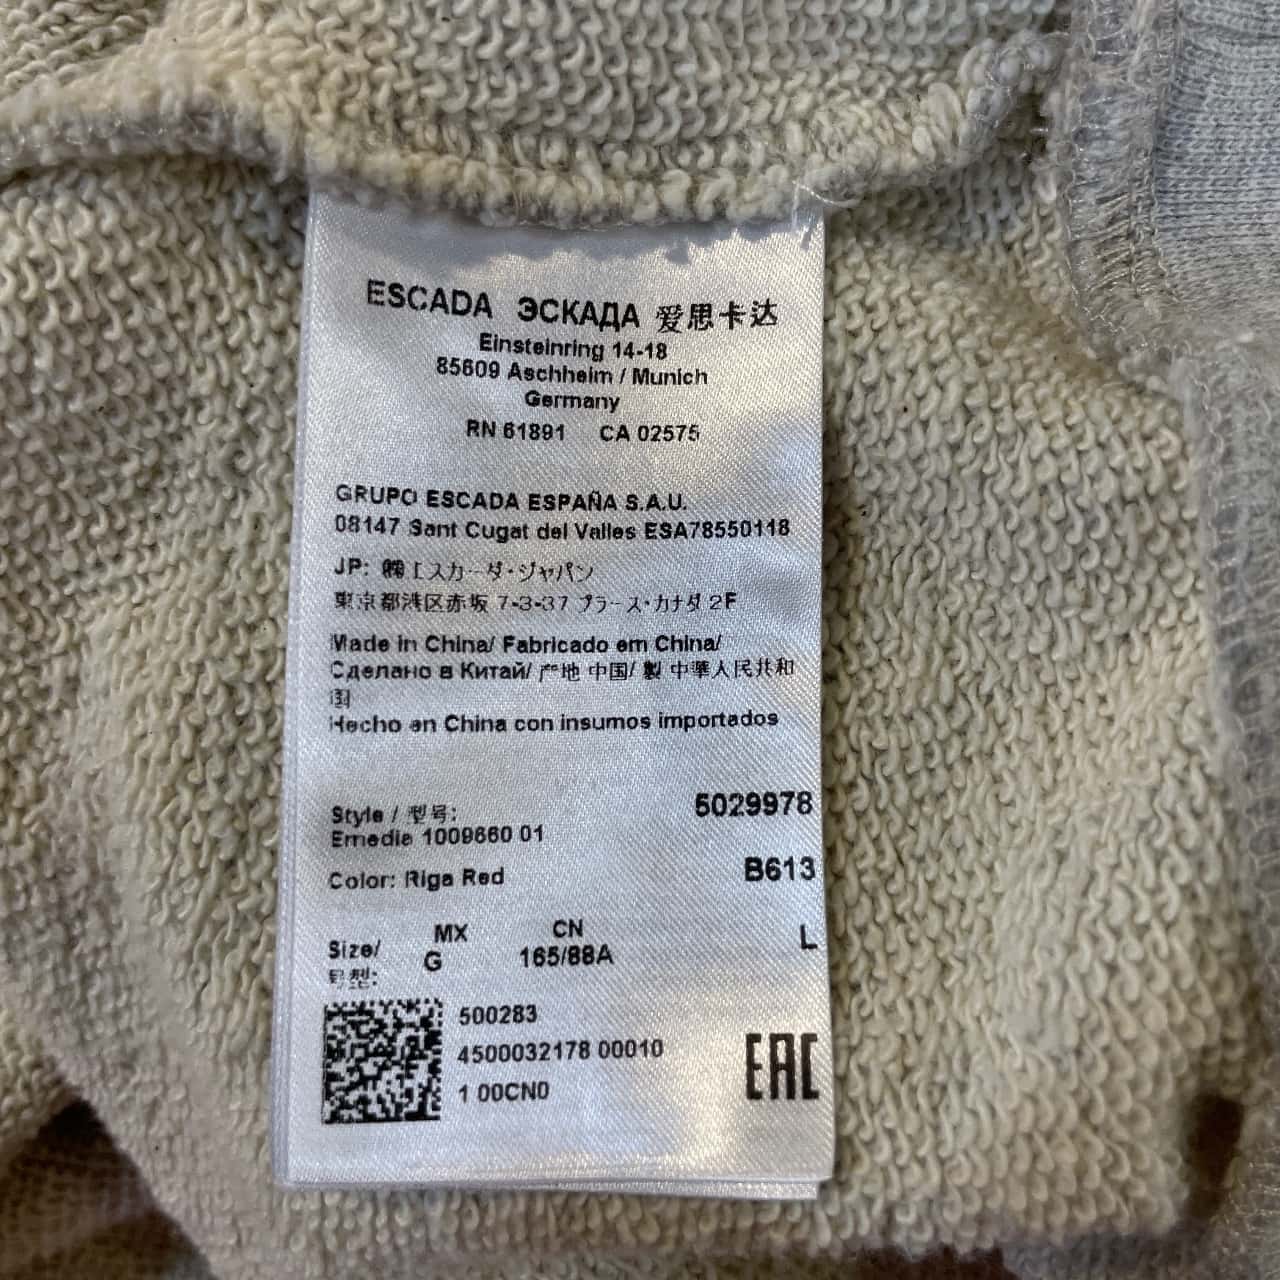 ESCADA ЭСКАДА 爱思卡达
Einsteinring 14-18
85609 Aschheim / Munich
Germany
RN 61891 CA 02575
GRUPO ESCADA ESPAÑA S.A.U.
08147 Sant Cugat del Valles ESA78550118
JP: ㈱エスカーダ・ジャパン
東京都港区赤坂 7-3-37 プラース・カナダ 2F
Made in China/ Fabricado em China/
Сделано в Китай/ 产地 中国/ 製 中華人民共和
国
Hecho en China con insumos importados
Style / 型号: 5029978
Emedia 1009660 01
Color: Riga Red B613
MX CN
Size/ G 165/88A L
号型:
500283
4500032178 00010
1 00CN0
EAC